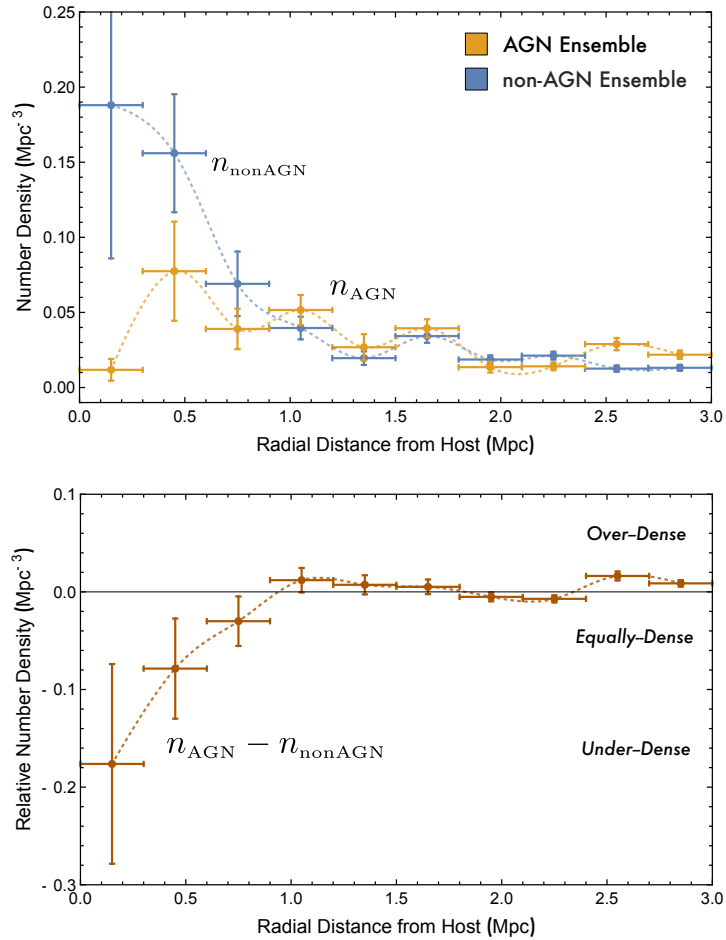 0.25
AGN Ensemble
non-AGN Ensemble
0.20
0.15
0.10
0.05
0.00
Number Density (Mpc⁻³)
n_nonAGN
n_AGN
0.0 0.5 1.0 1.5 2.0 2.5 3.0
Radial Distance from Host (Mpc)
0.1
0.0
- 0.1
- 0.2
- 0.3
Relative Number Density (Mpc⁻³)
Over–Dense
Equally–Dense
Under–Dense
n_AGN − n_nonAGN
0.0 0.5 1.0 1.5 2.0 2.5 3.0
Radial Distance from Host (Mpc)